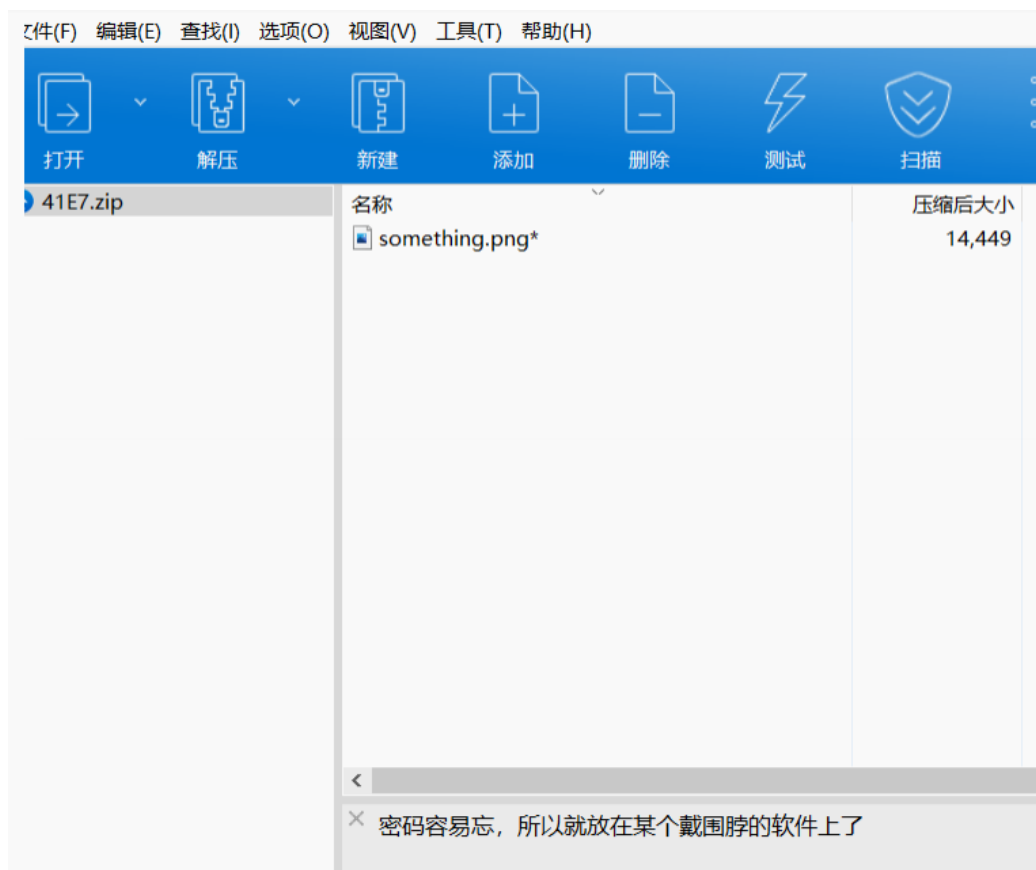 文件(F) 编辑(E) 查找(I) 选项(O) 视图(V) 工具(T) 帮助(H)
打开 解压 新建 添加 删除 测试 扫描
41E7.zip
名称 压缩后大小
something.png* 14,449
密码容易忘，所以就放在某个戴围脖的软件上了